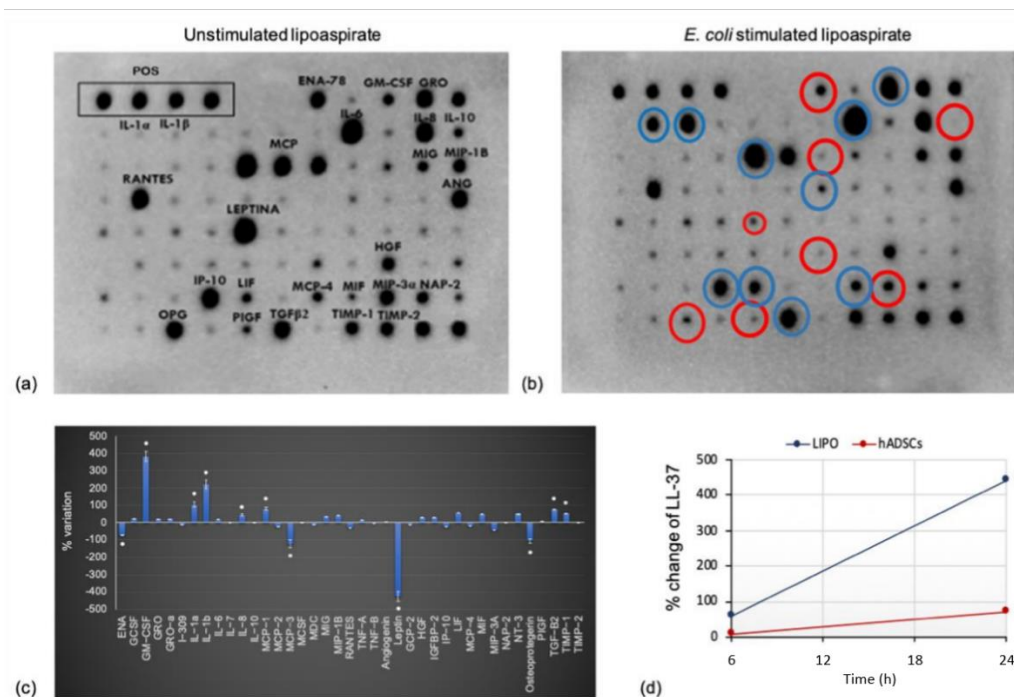 Unstimulated lipoaspirate
POS
ENA-78
GM-CSF GRO
IL-1α IL-1β
IL-6
IL-8 IL-10
MCP
MIG MIP-1B
RANTES
ANG
LEPTINA
HGF
IP-10 LIF
MCP-4 MIF MIP-3α NAP-2
OPG
PIGF TGFβ2
TIMP-1 TIMP-2
(a)
E. coli stimulated lipoaspirate
(b)
% variation
500
400
300
200
100
0
-100
-200
-300
-400
-500
ENA
GCSF
GM-CSF
GRO
GRO-a
I-309
IL-1a
IL-1b
IL-6
IL-7
IL-8
IL-10
MCP-1
MCP-2
MCP-3
MCSF
MDC
MIG
MIP-1B
RANTES
TNF-A
TNF-B
Angiogenin
Leptin
GCP-2
HGF
IGFBP-2
IP-10
LIF
MCP-4
MIF
MIP-3A
NAP-2
NT-3
Osteoprotegerin
PIGF
TGF-B2
TIMP-1
TIMP-2
(c)
LIPO hADSCs
% change of LL-37
500
400
300
200
100
0
6 12 18 24
Time (h)
(d)